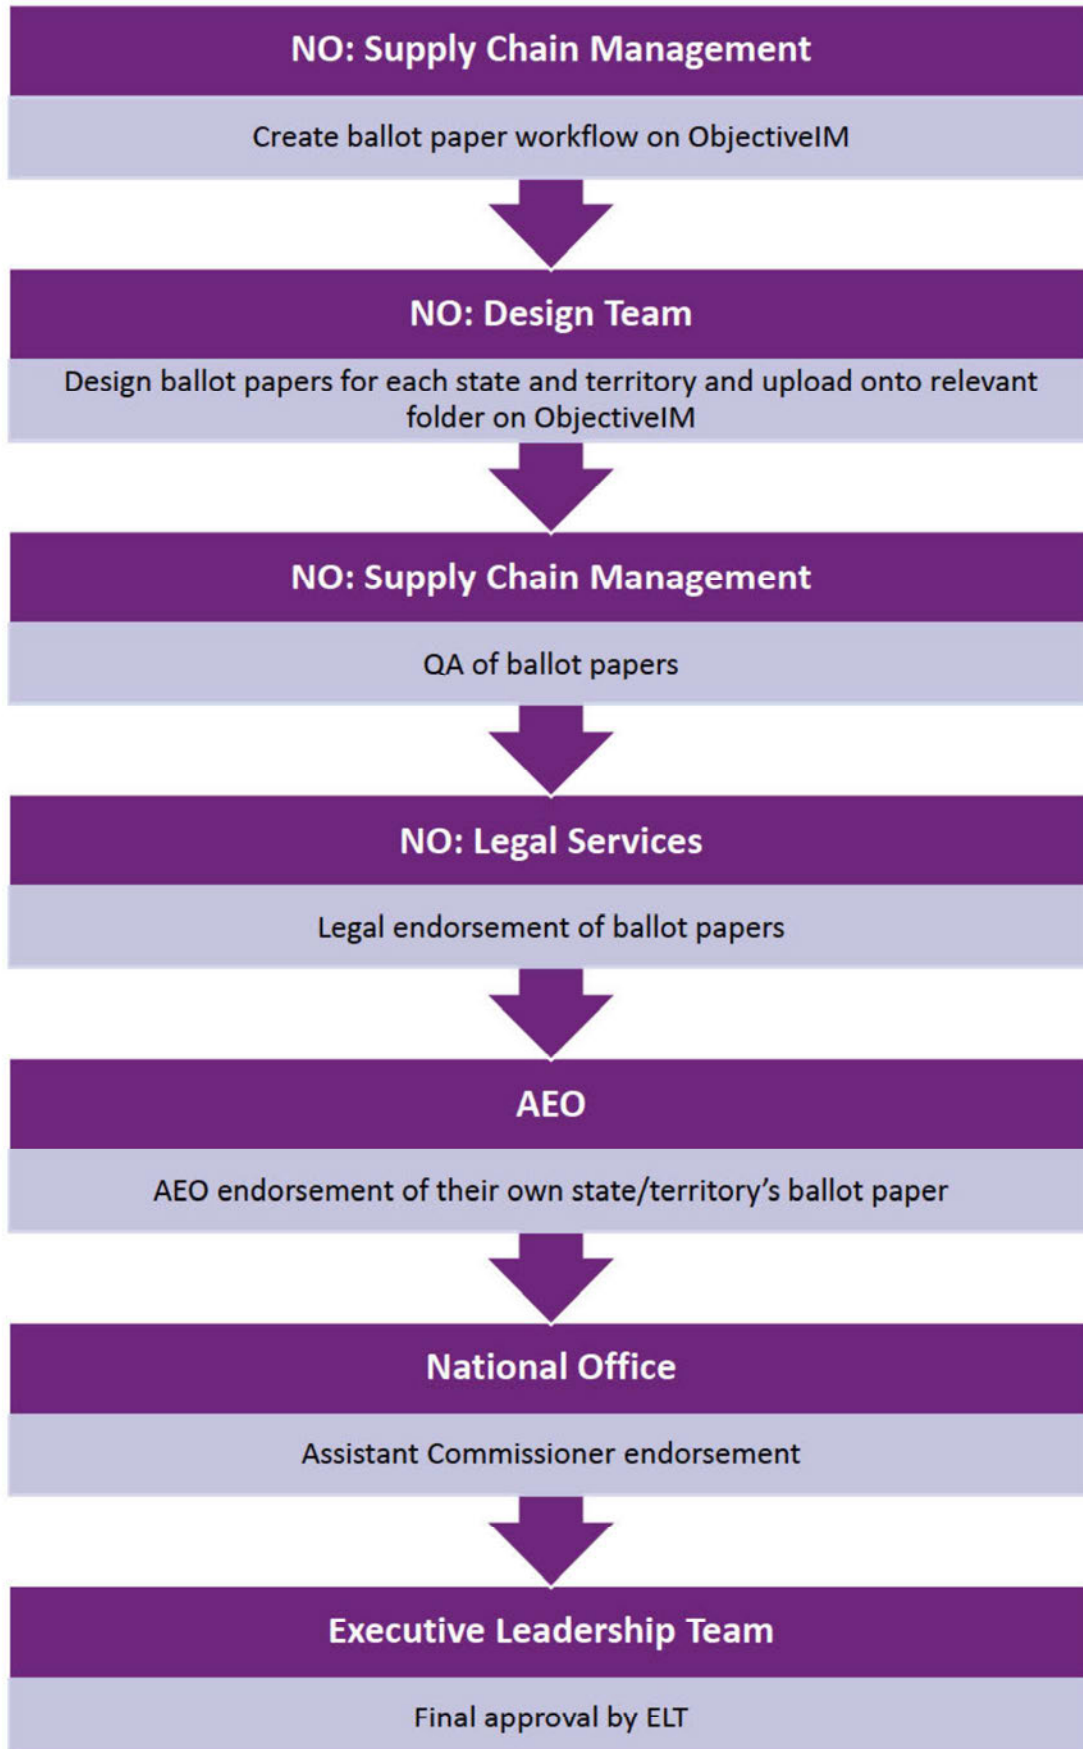 NO: Supply Chain Management
Create ballot paper workflow on ObjectiveIM
NO: Design Team
Design ballot papers for each state and territory and upload onto relevant
folder on ObjectiveIM
NO: Supply Chain Management
QA of ballot papers
NO: Legal Services
Legal endorsement of ballot papers
AEO
AEO endorsement of their own state/territory’s ballot paper
National Office
Assistant Commissioner endorsement
Executive Leadership Team
Final approval by ELT